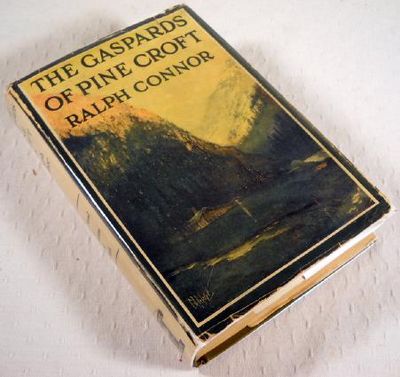 THE GASPARDS
OF PINE CROFT
RALPH CONNOR